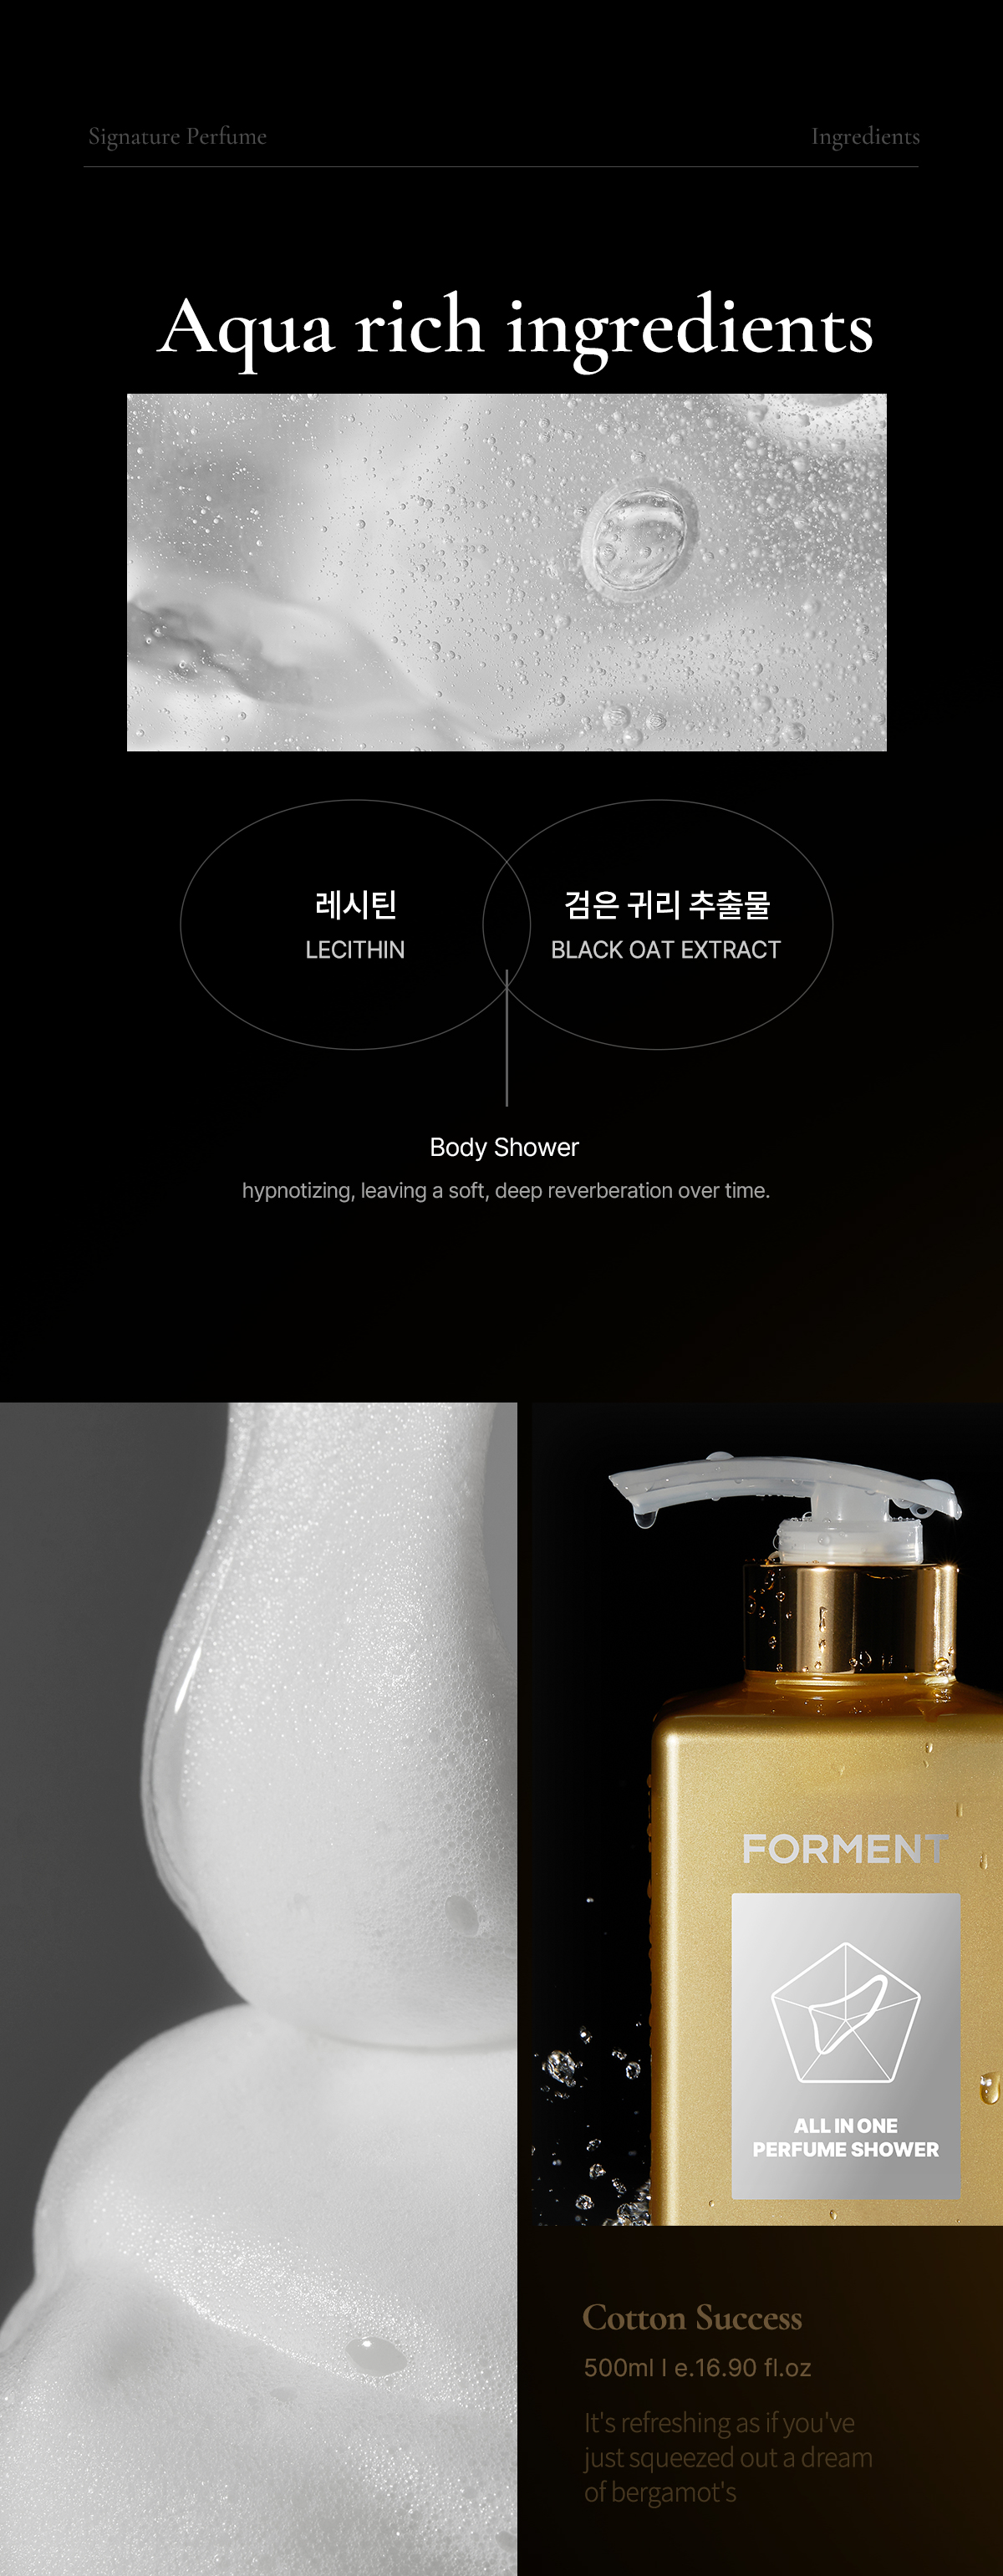 Signature Perfume
Ingredients
Aqua rich ingredients
레시틴
LECITHIN
검은 귀리 추출물
BLACK OAT EXTRACT
Body Shower
hypnotizing, leaving a soft, deep reverberation over time.
FORMENT
ALL IN ONE
PERFUME SHOWER
Cotton Success
500ml l e.16.90 fl.oz
It's refreshing as if you've
just squeezed out a dream
of bergamot's